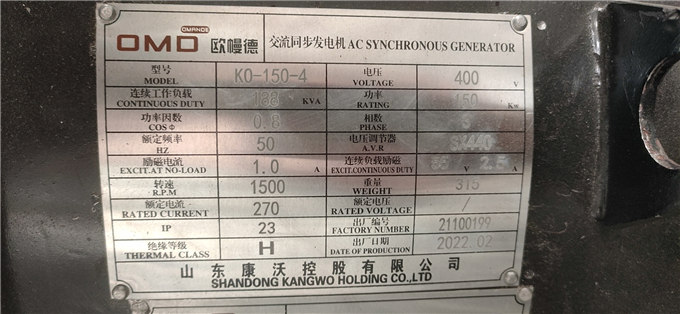 OMANDE
OMD 欧幔德 交流同步发电机 AC SYNCHRONOUS GENERATOR
型号 MODEL KO-150-4 电压 VOLTAGE 400 V
连续工作负载 CONTINUOUS DUTY 188 KVA 功率 RATING 150 Kw
功率因数 COSΦ 0.8 相数 PHASE
额定频率 HZ 50 电压调节器 A.V.R SX440
励磁电流 EXCIT.AT NO-LOAD 1.0 A 连续负载励磁 EXCIT.CONTINUOUS DUTY V 2.5 A
转速 R.P.M 1500 重量 WEIGHT 315
额定电流 RATED CURRENT 270 额定电压 RATED VOLTAGE /
IP 23 出厂编号 FACTORY NUMBER 21100199
绝缘等级 THERMAL CLASS H 出厂日期 DATE OF PRODUCTION 2022.02
山东康沃控股有限公司
SHANDONG KANGWO HOLDING CO.,LTD